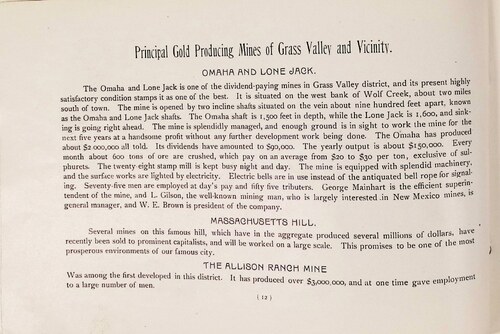 Principal Gold Producing Mines of Grass Valley and Vicinity.
OMAHA AND LONE JACK.
The Omaha and Lone Jack is one of the dividend-paying mines in Grass Valley district, and its present highly
satisfactory condition stamps it as one of the best. It is situated on the west bank of Wolf Creek, about two miles
south of town. The mine is opened by two incline shafts situated on the vein about nine hundred feet apart, known
as the Omaha and Lone Jack shafts. The Omaha shaft is 1,500 feet in depth, while the Lone Jack is 1,600, and sink-
ing is going right ahead. The mine is splendidly managed, and enough ground is in sight to work the mine for the
next five years at a handsome profit without any further development work being done. The Omaha has produced
about $2 000,000 all told. Its dividends have amounted to $90,000. The yearly output is about $150,000. Every
month about 600 tons of ore are crushed, which pay on an average from $20 to $30 per ton, exclusive of sul-
phurets. The twenty-eight stamp mill is kept busy night and day. The mine is equipped with splendid machinery,
and the surface works are lighted by electricity. Electric bells are in use instead of the antiquated bell rope for signal-
ing. Seventy-five men are employed at day's pay and fifty five tributers. George Mainhart is the efficient superin-
tendent of the mine, and L. Gilson, the well-known mining man, who is largely interested in New Mexico mines, is
general manager, and W. E. Brown is president of the company.
MASSACHUSETTS HILL.
Several mines on this famous hill, which have in the aggregate produced several millions of dollars, have
recently been sold to prominent capitalists, and will be worked on a large scale. This promises to be one of the most
prosperous environments of our famous city.
THE ALLISON RANCH MINE
Was among the first developed in this district. It has produced over $3,000,000, and at one time gave employment
to a large number of men.
(12)